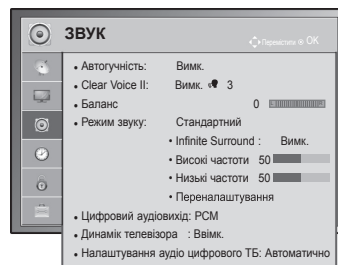 ЗВУК
Перемістити OK
Автогучність: Вимк.
Clear Voice II: Вимк. 3
Баланс 0
Режим звуку: Стандартний
Infinite Surround : Вимк.
Високі частоти 50
Низькі частоти 50
Переналаштування
Цифровий аудіовихід: PCM
Динамік телевізора : Ввімк.
Налаштування аудіо цифрового ТБ: Автоматично